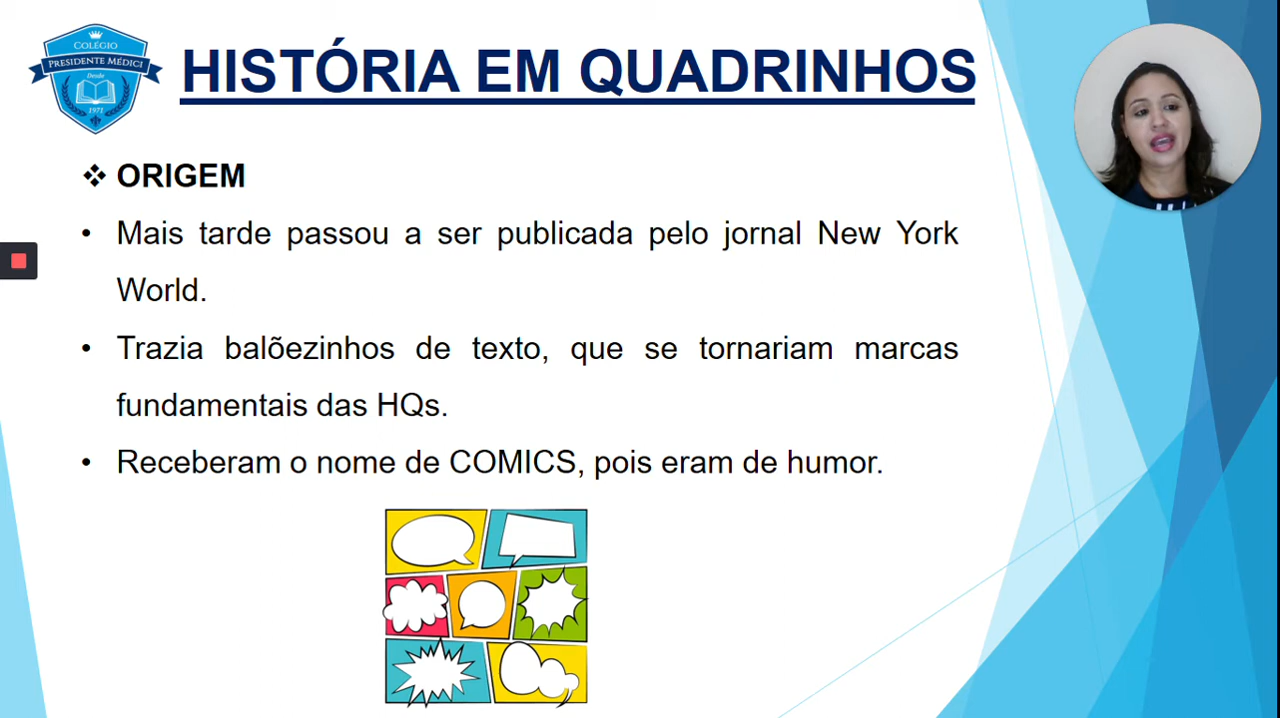 COLÉGIO
PRESIDENTE MÉDICI
Desde
1971
HISTÓRIA EM QUADRINHOS
❖ ORIGEM
• Mais tarde passou a ser publicada pelo jornal New York
World.
• Trazia balõezinhos de texto, que se tornariam marcas
fundamentais das HQs.
• Receberam o nome de COMICS, pois eram de humor.